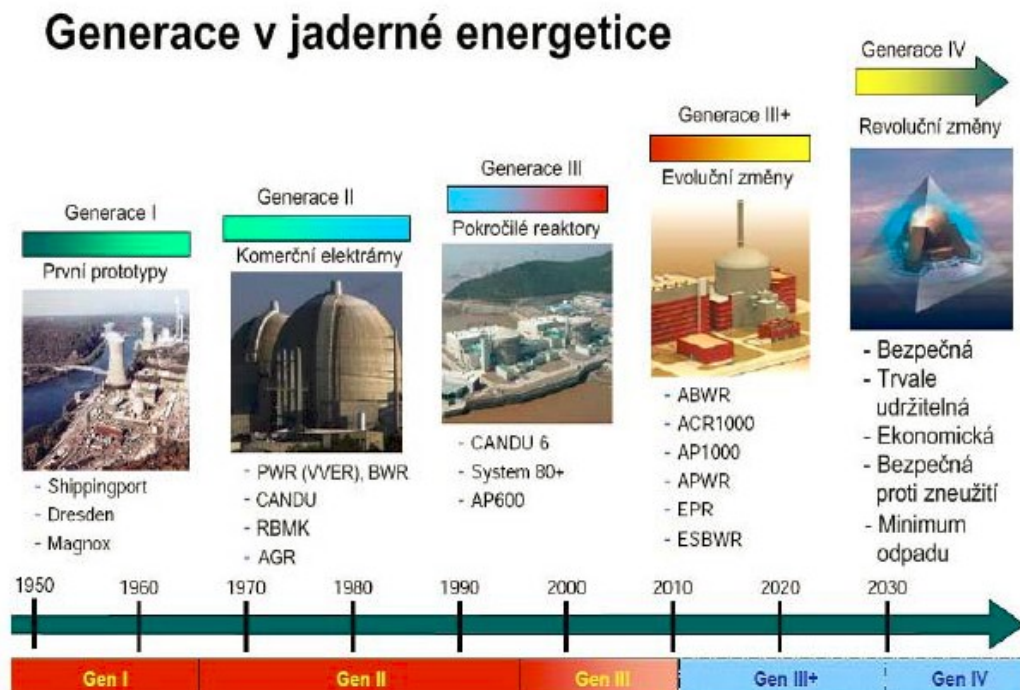 Generace v jaderné energetice
Generace I
První prototypy
- Shippingport
- Dresden
- Magnox
Generace II
Komerční elektrárny
- PWR (VVER), BWR
- CANDU
- RBMK
- AGR
Generace III
Pokročilé reaktory
- CANDU 6
- System 80+
- AP600
Generace III+
Evoluční změny
- ABWR
- ACR1000
- AP1000
- APWR
- EPR
- ESBWR
Generace IV
Revoluční změny
- Bezpečná
- Trvale
udržitelná
- Ekonomická
- Bezpečná
proti zneužití
- Minimum
odpadu
1950 1960 1970 1980 1990 2000 2010 2020 2030
Gen I Gen II Gen III Gen III+ Gen IV